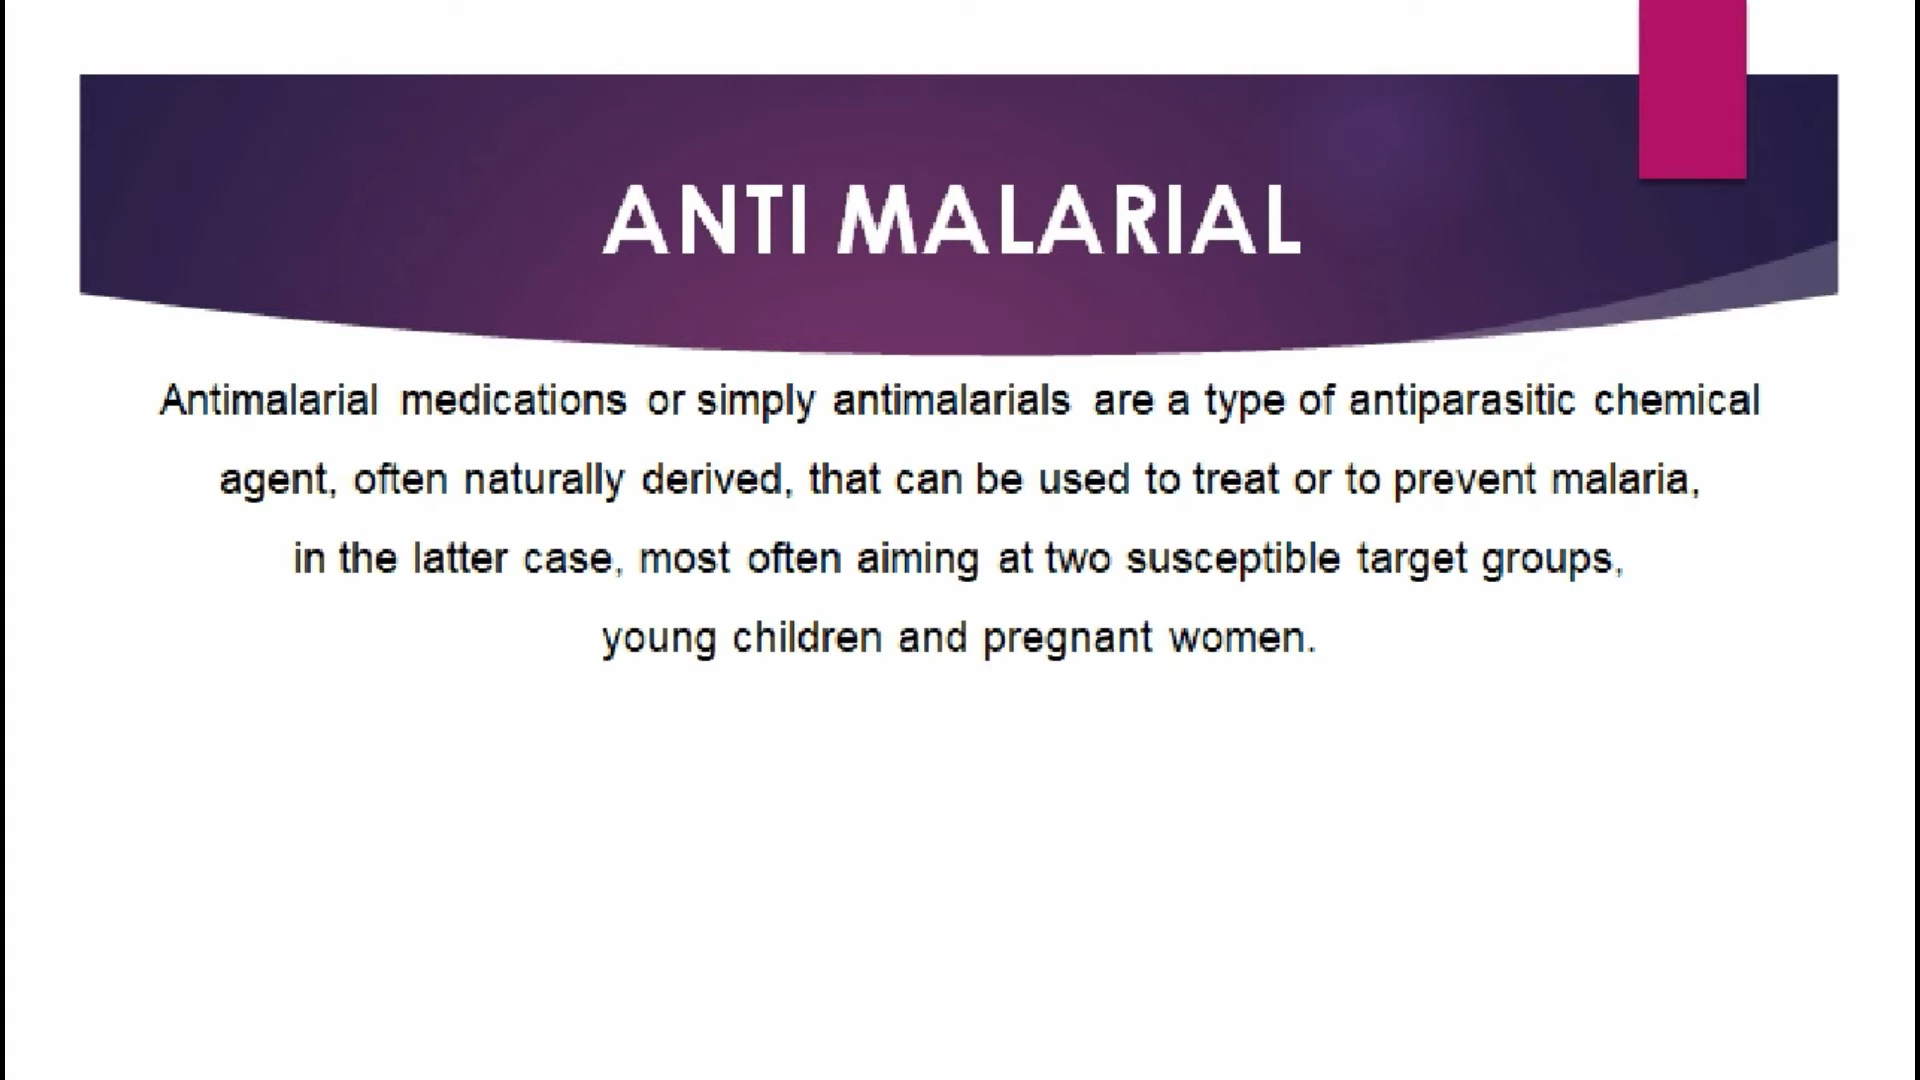 ANTI MALARIAL
Antimalarial medications or simply antimalarials are a type of antiparasitic chemical
agent, often naturally derived, that can be used to treat or to prevent malaria,
in the latter case, most often aiming at two susceptible target groups,
young children and pregnant women.